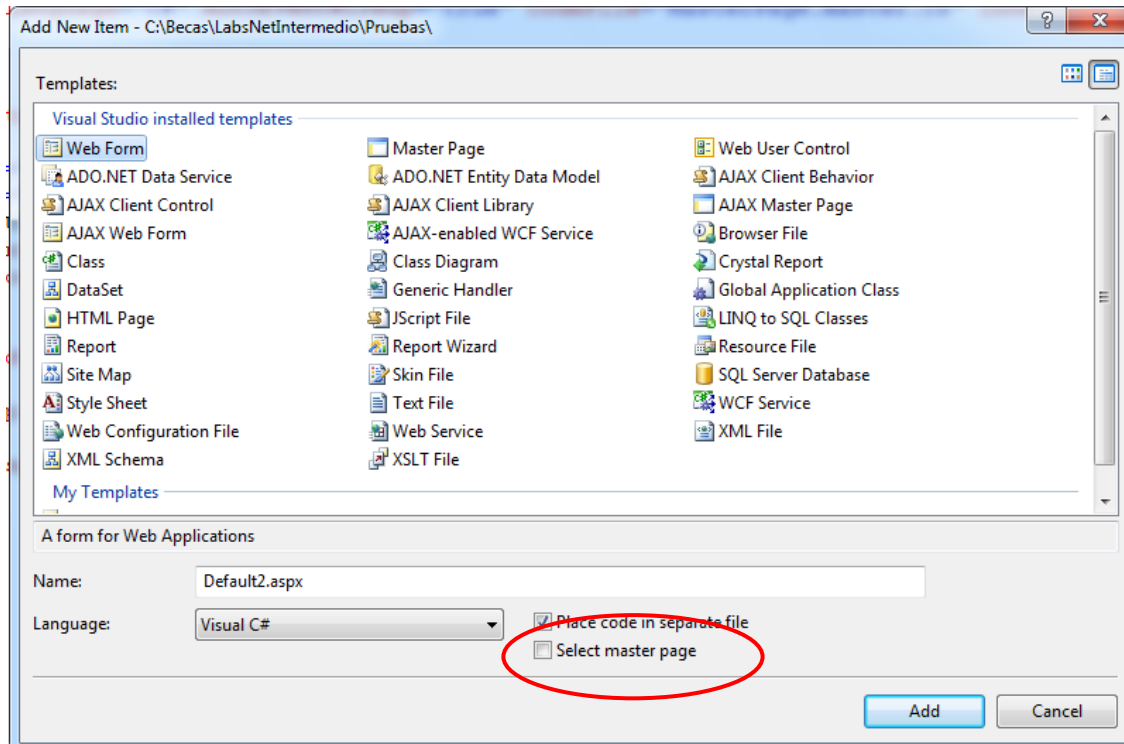 Add New Item - C:\Becas\LabsNetIntermedio\Pruebas\
Templates:
Visual Studio installed templates
Web Form Master Page Web User Control
ADO.NET Data Service ADO.NET Entity Data Model AJAX Client Behavior
AJAX Client Control AJAX Client Library AJAX Master Page
AJAX Web Form AJAX-enabled WCF Service Browser File
Class Class Diagram Crystal Report
DataSet Generic Handler Global Application Class
HTML Page JScript File LINQ to SQL Classes
Report Report Wizard Resource File
Site Map Skin File SQL Server Database
Style Sheet Text File WCF Service
Web Configuration File Web Service XML File
XML Schema XSLT File
My Templates
A form for Web Applications
Name: Default2.aspx
Language: Visual C# Place code in separate file
Select master page
Add Cancel